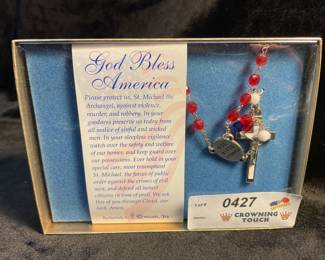 God Bless
America
Please protect us, St. Michael the
Archangel, against violence,
murder, and robbery. In your
goodness preserve us today from
all malice of sinful and wicked
men. In your sleepless vigilance
watch over the safety and welfare
of our homes, and keep guard over
our possessions. Ever hold in your
special care, most triumphant
St. Michael, the forces of public
order against the crimes of evil
men, and defend all honest
citizens in time of peril. We ask
this of you through Christ, our
Lord. Amen.
Lot #
0427
CROWNING
TOUCH